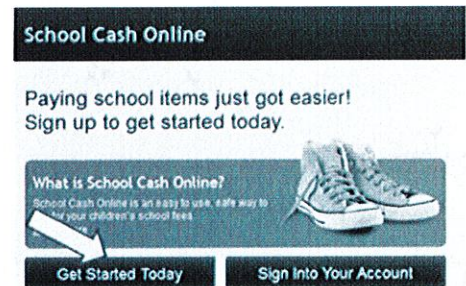 School Cash Online
Paying school items just got easier!
Sign up to get started today.
What is School Cash Online?
School Cash Online is an easy to use, safe way to
for your children's school fees
Get Started Today
Sign Into Your Account